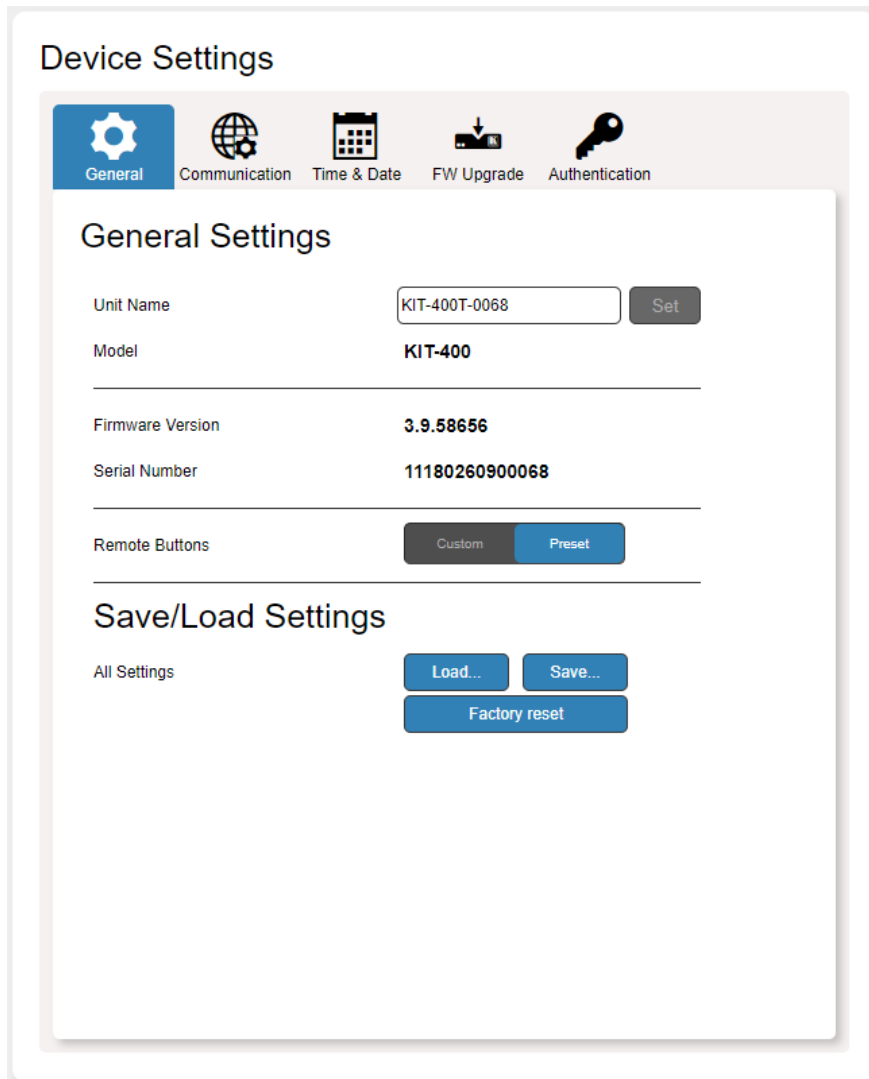 Device Settings
General Communication Time & Date FW Upgrade Authentication
General Settings
Unit Name KIT-400T-0068 Set
Model KIT-400
Firmware Version 3.9.58656
Serial Number 11180260900068
Remote Buttons Custom Preset
Save/Load Settings
All Settings Load... Save...
Factory reset